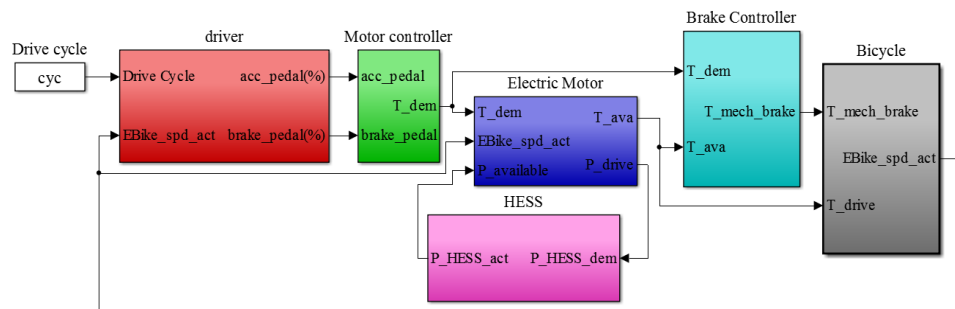 Drive cycle
cyc
driver
Drive Cycle
acc_pedal(%)
EBike_spd_act
brake_pedal(%)
Motor controller
acc_pedal
T_dem
brake_pedal
Electric Motor
T_dem
T_ava
EBike_spd_act
P_drive
P_available
HESS
P_HESS_act
P_HESS_dem
Brake Controller
T_dem
T_mech_brake
T_ava
Bicycle
T_mech_brake
EBike_spd_act
T_drive